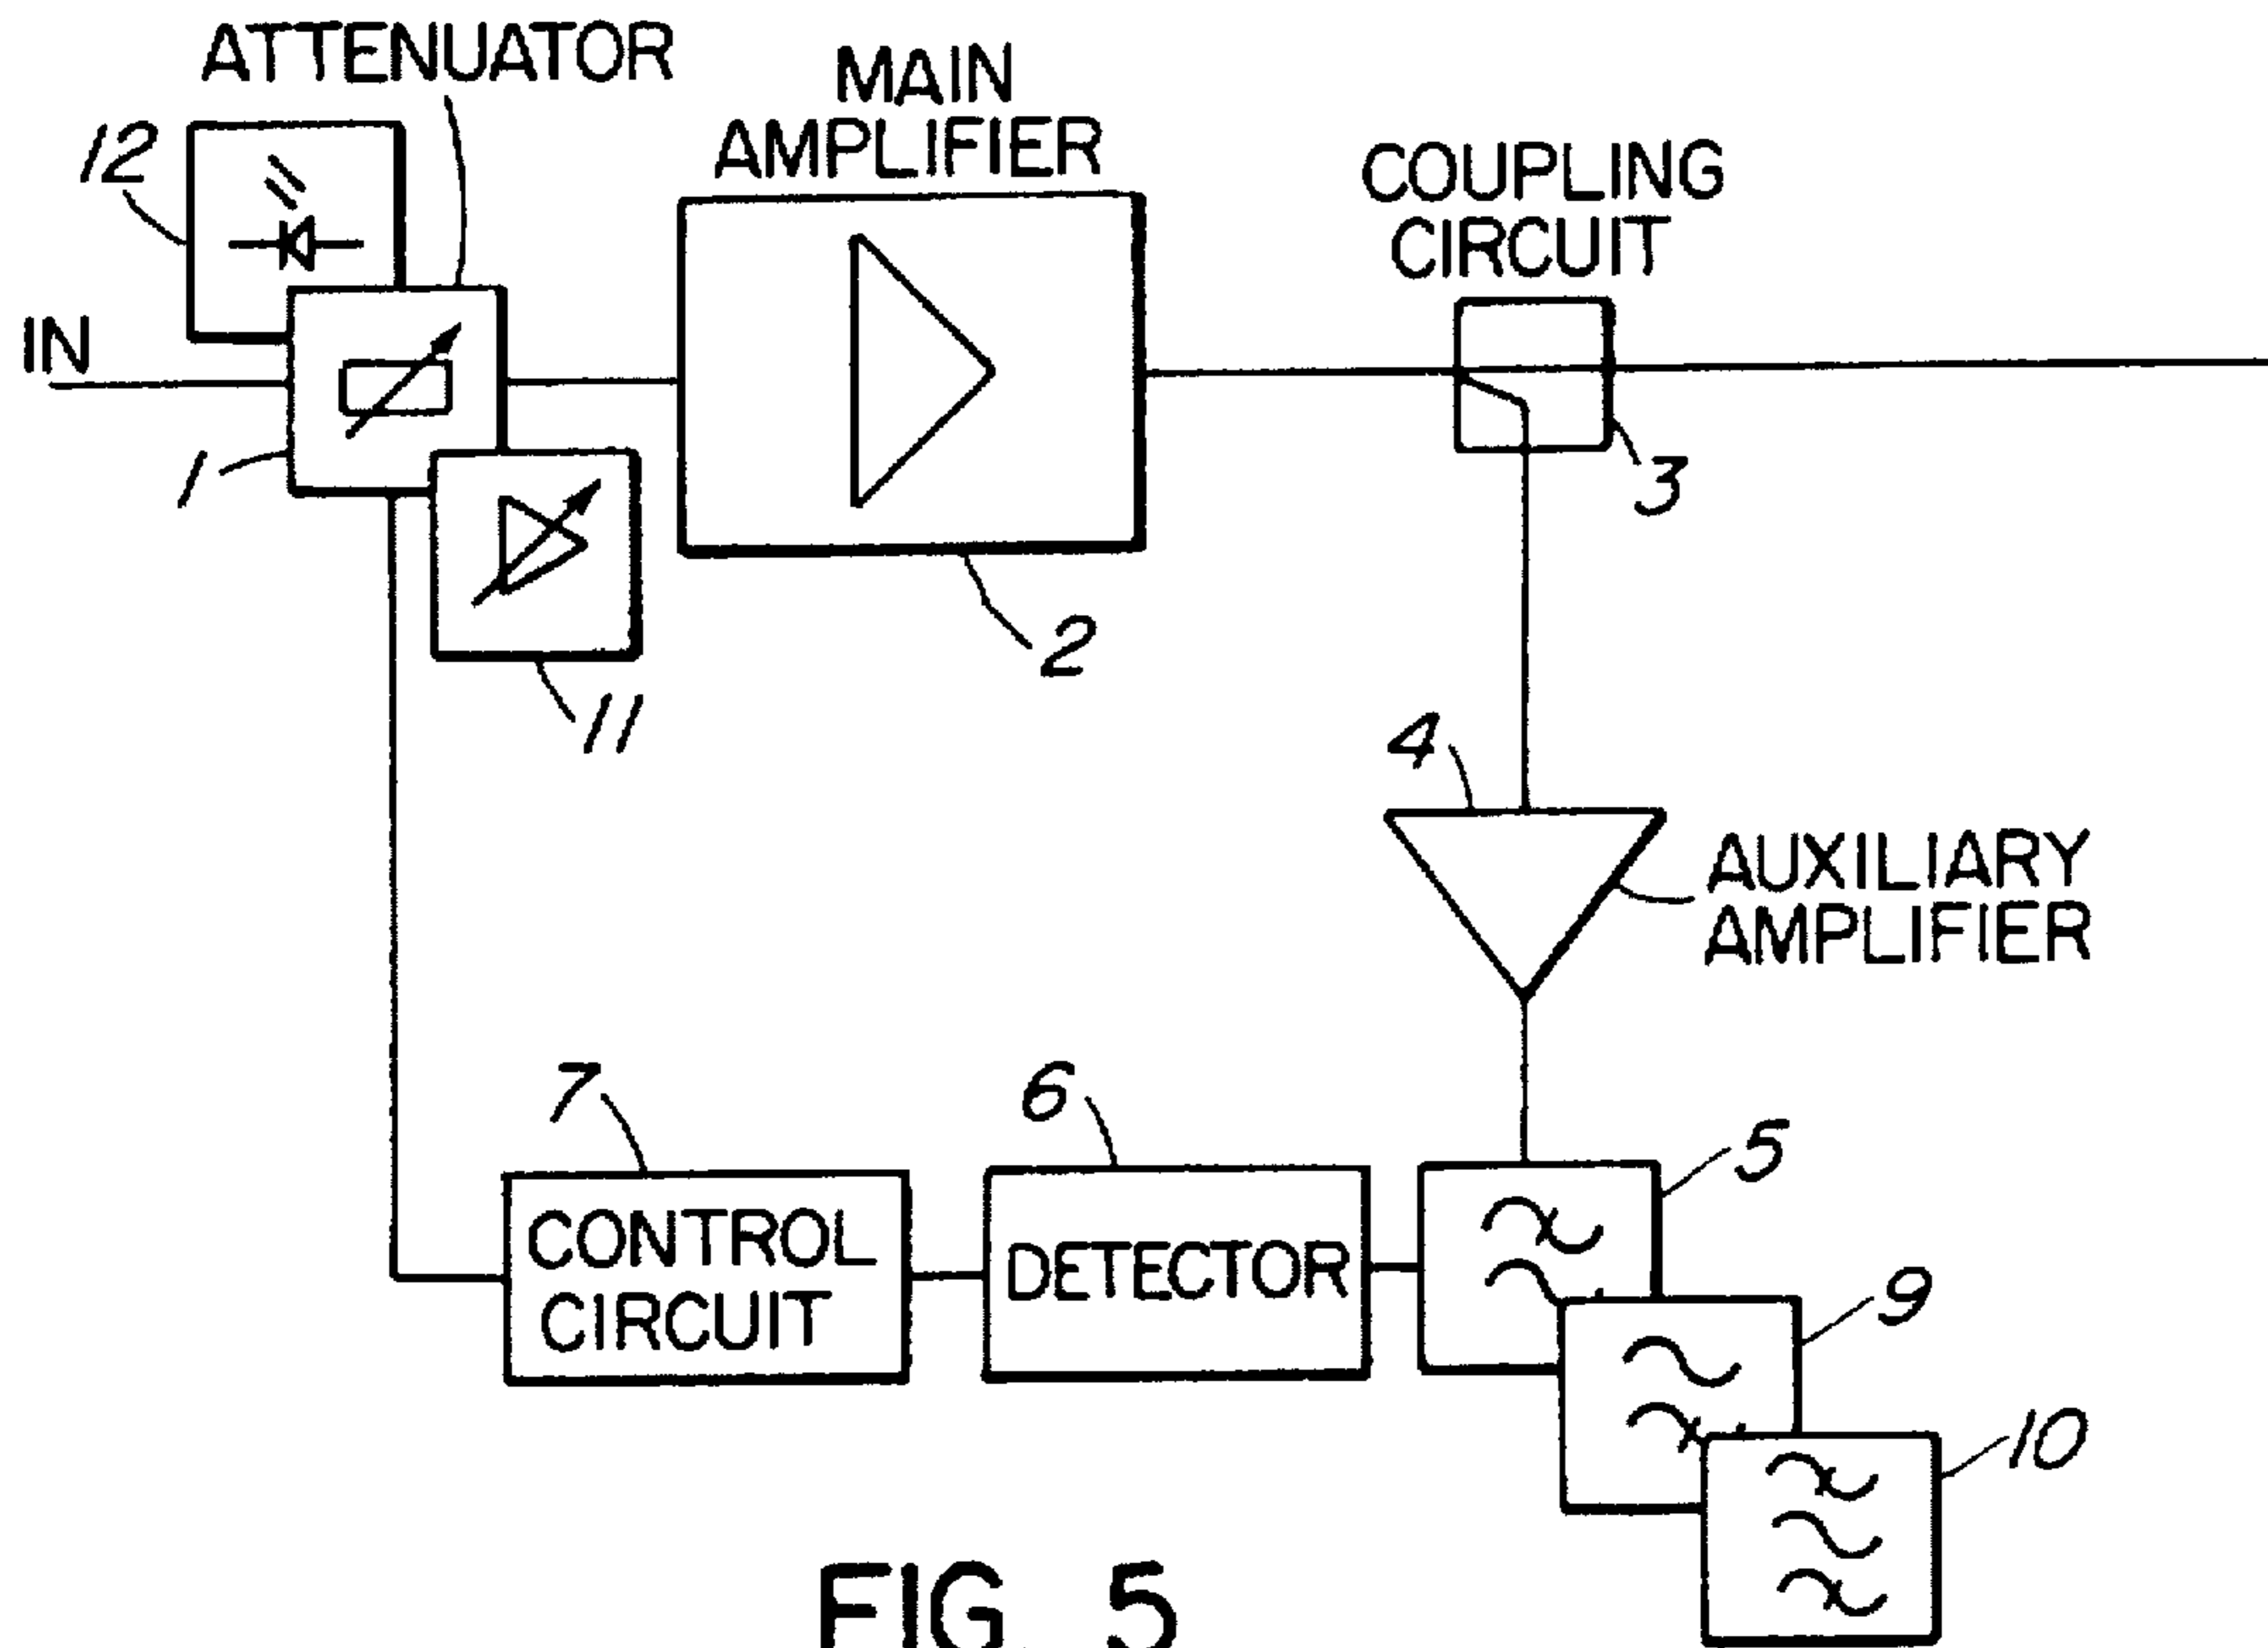 ATTENUATOR
MAIN
AMPLIFIER
COUPLING
CIRCUIT
12
IN
1
3
2
11
4
AUXILIARY
AMPLIFIER
7
6
5
CONTROL
CIRCUIT
DETECTOR
9
10
FIG. 5